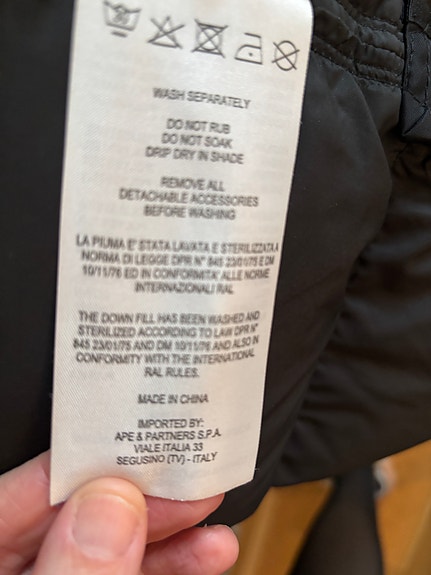 WASH SEPARATELY
DO NOT RUB
DO NOT SOAK
DRIP DRY IN SHADE
REMOVE ALL
DETACHABLE ACCESSORIES
BEFORE WASHING
LA PIUMA E' STATA LAVATA E STERILIZZATA A
NORMA DI LEGGE DPR N° 845 23/01/75 E DM
10/11/76 ED IN CONFORMITA' ALLE NORME
INTERNAZIONALI RAL
THE DOWN FILL HAS BEEN WASHED AND
STERILIZED ACCORDING TO LAW DPR N°
845 23/01/75 AND DM 10/11/76 AND ALSO IN
CONFORMITY WITH THE INTERNATIONAL
RAL RULES.
MADE IN CHINA
IMPORTED BY:
APE & PARTNERS S.P.A.
VIALE ITALIA 33
SEGUSINO (TV) - ITALY